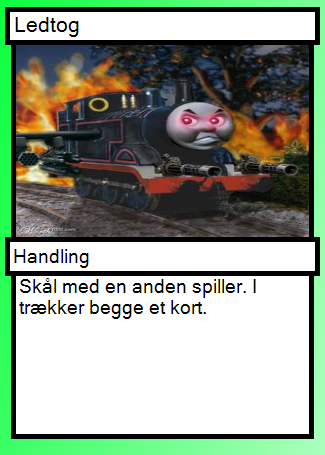 Ledtog
Handling
Skål med en anden spiller. I
trækker begge et kort.